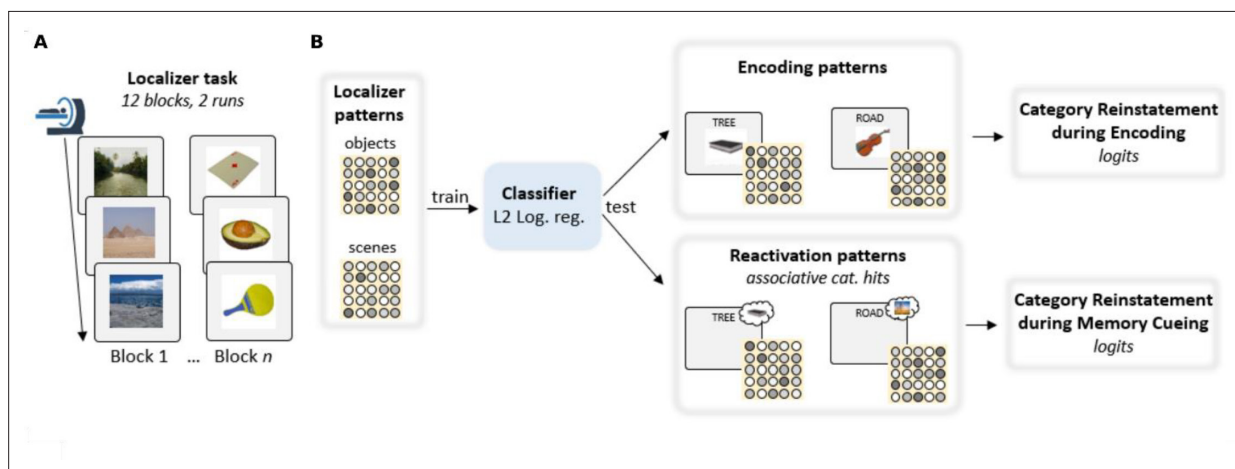 A
Localizer task
12 blocks, 2 runs
Block 1 ... Block n
B
Localizer
patterns
objects
scenes
train
Classifier
L2 Log. reg.
test
Encoding patterns
TREE
ROAD
Category Reinstatement
during Encoding
logits
Reactivation patterns
associative cat. hits
TREE
ROAD
Category Reinstatement
during Memory Cueing
logits